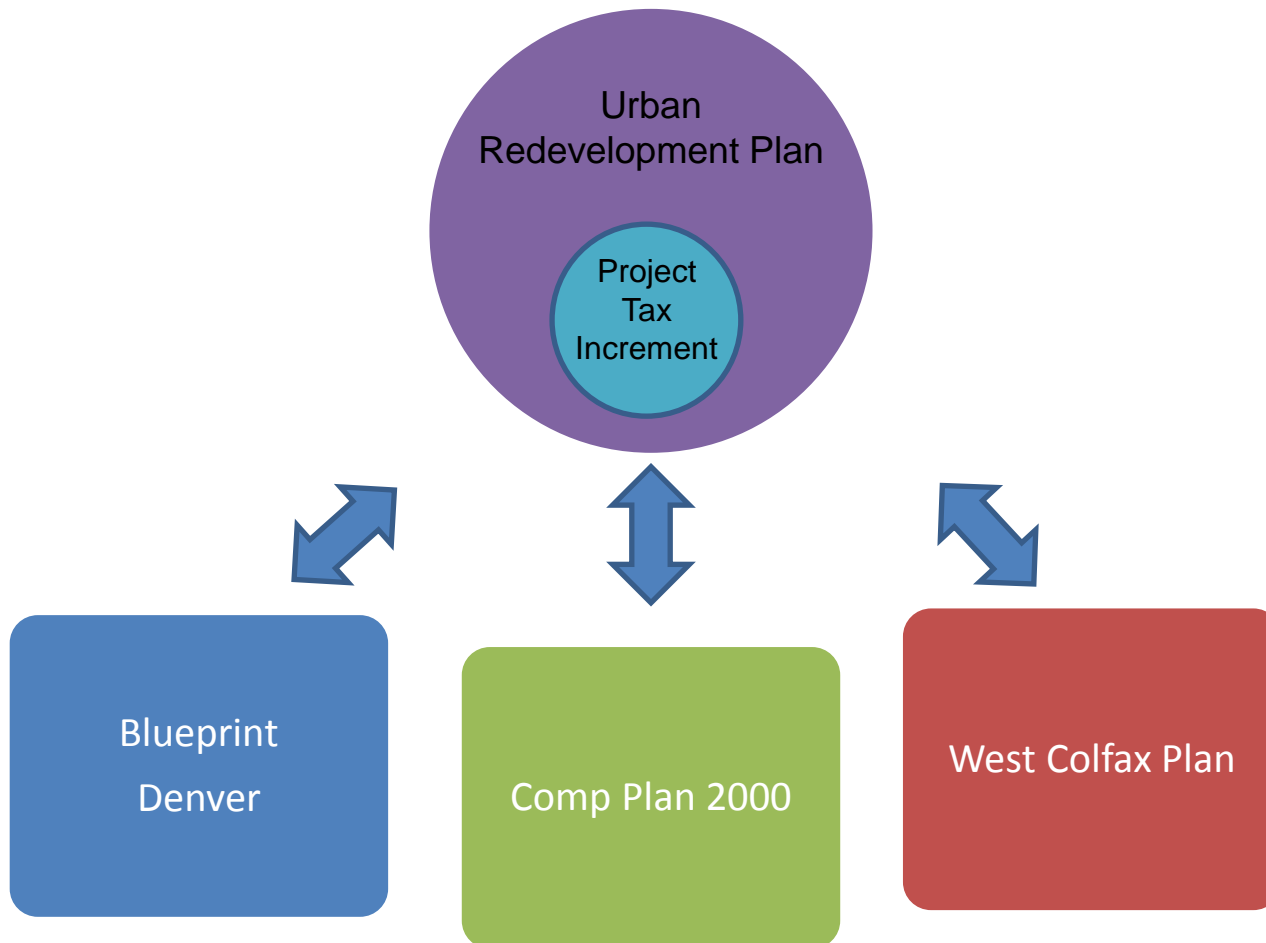 Urban
Redevelopment Plan
Project
Tax
Increment
Blueprint
Denver
Comp Plan 2000
West Colfax Plan